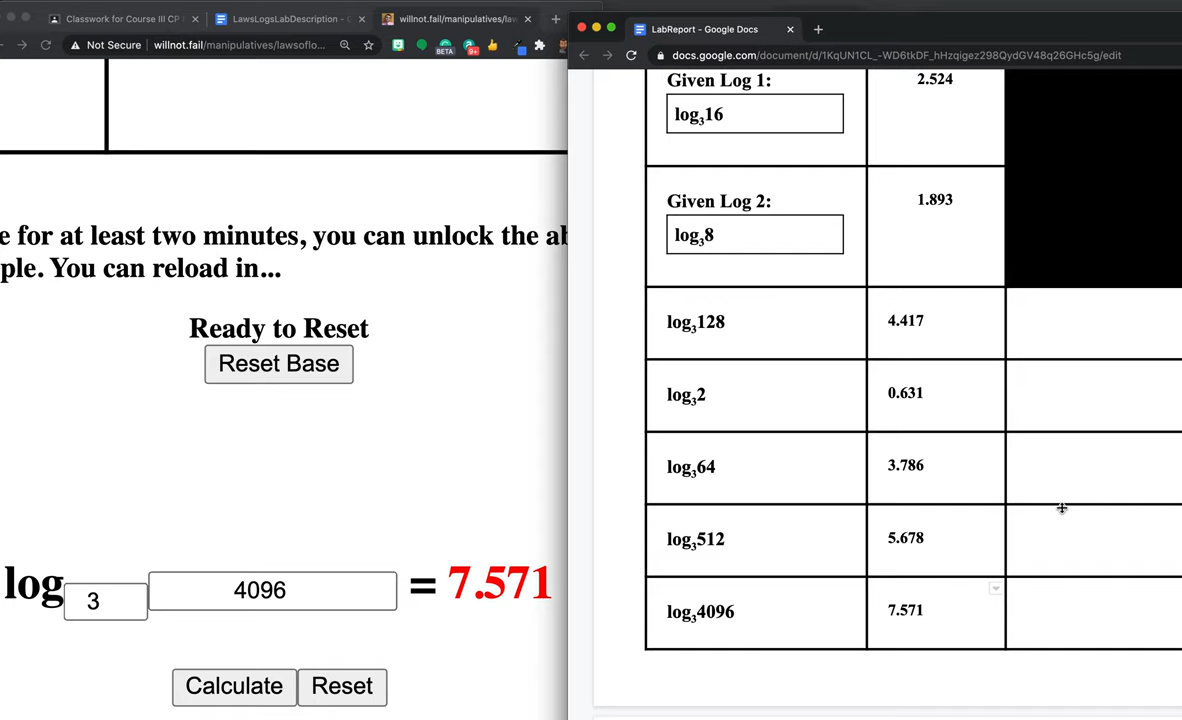 Classwork for Course III CP
LawsLogsLabDescription -
willnot.fail/manipulatives/law
Not Secure
willnot.fail/manipulatives/lawsoflo...
BETA
9+
e for at least two minutes, you can unlock the ab
ple. You can reload in...
Ready to Reset
Reset Base
log 3 4096 = 7.571
Calculate
Reset
LabReport - Google Docs
docs.google.com/document/d/1KqUN1CL_-WD6tkDF_hHzqigez298QydGV48q26GHc5g/edit
Given Log 1: 2.524
log₃16
Given Log 2: 1.893
log₃8
log₃128 4.417
log₃2 0.631
log₃64 3.786
log₃512 5.678
log₃4096 7.571